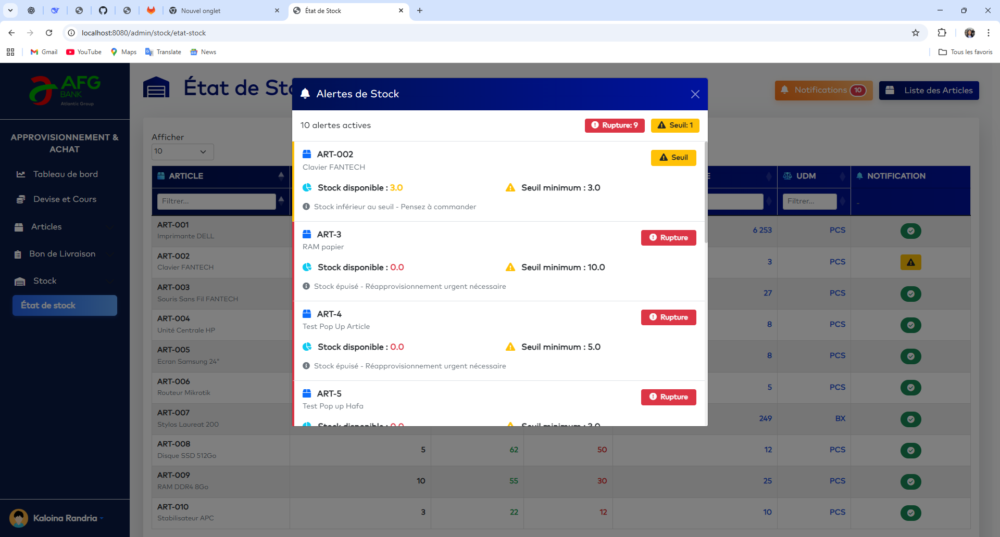 Nouvel onglet
État de Stock
localhost:8080/admin/stock/etat-stock
Gmail
YouTube
Maps
Translate
News
Tous les favoris
AFG
BANK
Atlantic Group
APPROVISIONNEMENT &
ACHAT
Tableau de bord
Devise et Cours
Articles
Bon de Livraison
Stock
État de stock
Kaloina Randria
État de Sto
Notifications 10
Liste des Articles
Afficher
10
ARTICLE
E
UDM
NOTIFICATION
Filtrer...
Filtrer...
-
ART-001
Imprimante DELL
6 253
PCS
ART-002
Clavier FANTECH
3
PCS
ART-003
Souris Sans Fil FANTECH
27
PCS
ART-004
Unité Centrale HP
8
PCS
ART-005
Ecran Samsung 24"
8
PCS
ART-006
Routeur Mikrotik
5
PCS
ART-007
Stylos Laureat 200
249
BX
ART-008
Disque SSD 512Go
5
62
50
12
PCS
ART-009
RAM DDR4 8Go
10
55
30
25
PCS
ART-010
Stabilisateur APC
3
22
12
10
PCS
Alertes de Stock
10 alertes actives
Rupture: 9
Seuil: 1
ART-002
Clavier FANTECH
Seuil
Stock disponible : 3.0
Seuil minimum : 3.0
Stock inférieur au seuil - Pensez à commander
ART-3
RAM papier
Rupture
Stock disponible : 0.0
Seuil minimum : 10.0
Stock épuisé - Réapprovisionnement urgent nécessaire
ART-4
Test Pop Up Article
Rupture
Stock disponible : 0.0
Seuil minimum : 5.0
Stock épuisé - Réapprovisionnement urgent nécessaire
ART-5
Test Pop up Hafa
Rupture
Stock disponible : 0.0
Seuil minimum : 3.0